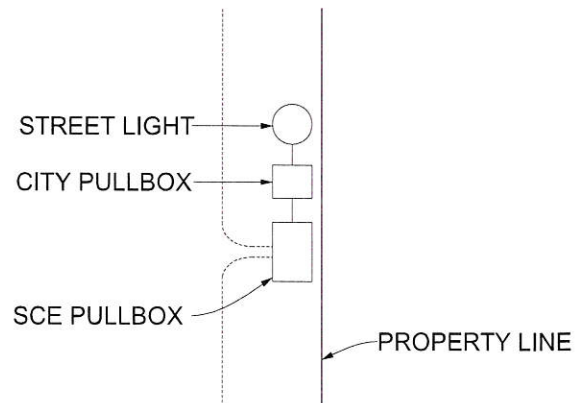 STREET LIGHT
CITY PULLBOX
SCE PULLBOX
PROPERTY LINE